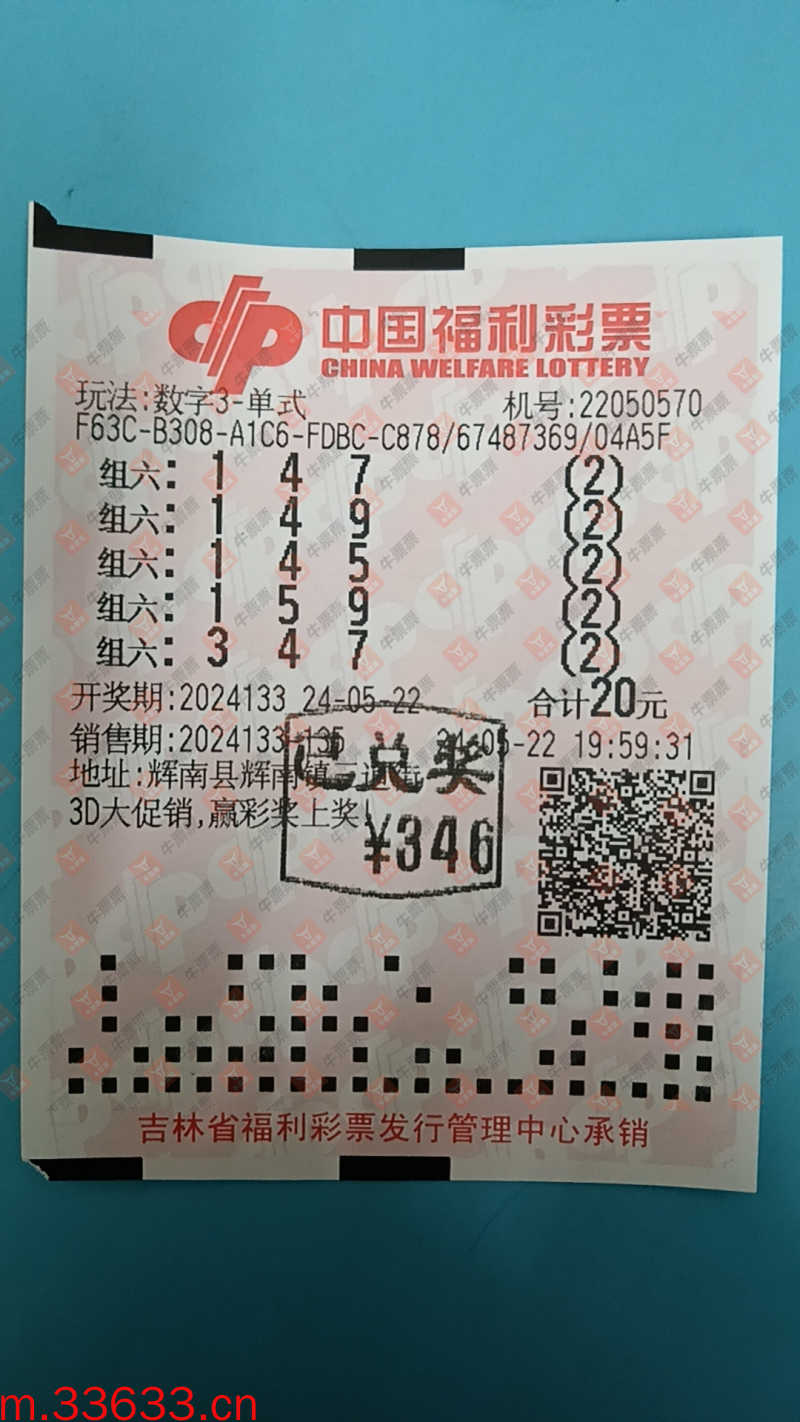 中国福利彩票
CHINA WELFARE LOTTERY
玩法:数字3-单式 机号:22050570
F63C-B308-A1C6-FDBC-C878/67487369/04A5F
组六: 1 4 7 (2)
组六: 1 4 9 (2)
组六: 1 4 5 (2)
组六: 1 5 9 (2)
组六: 3 4 7 (2)
开奖期:2024133 24-05-22 合计20元
销售期:2024133-135 24-05-22 19:59:31
地址:辉南县辉南镇三道街
3D大促销,赢彩奖上奖!
已兑奖
¥346
吉林省福利彩票发行管理中心承销
牛票票
m.33633.cn